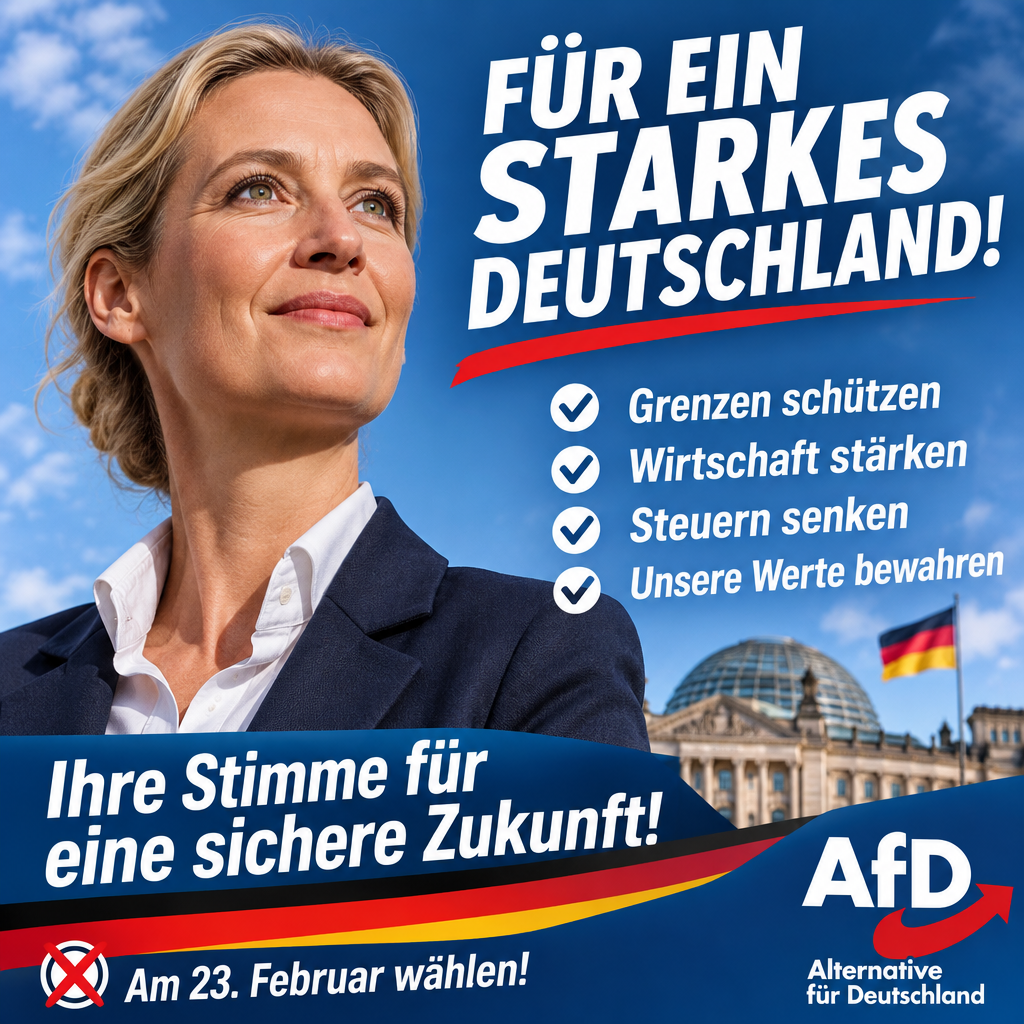 FÜR EIN
STARKES
DEUTSCHLAND!
Grenzen schützen
Wirtschaft stärken
Steuern senken
Unsere Werte bewahren
Ihre Stimme für
eine sichere Zukunft!
Am 23. Februar wählen!
AfD
Alternative
für Deutschland